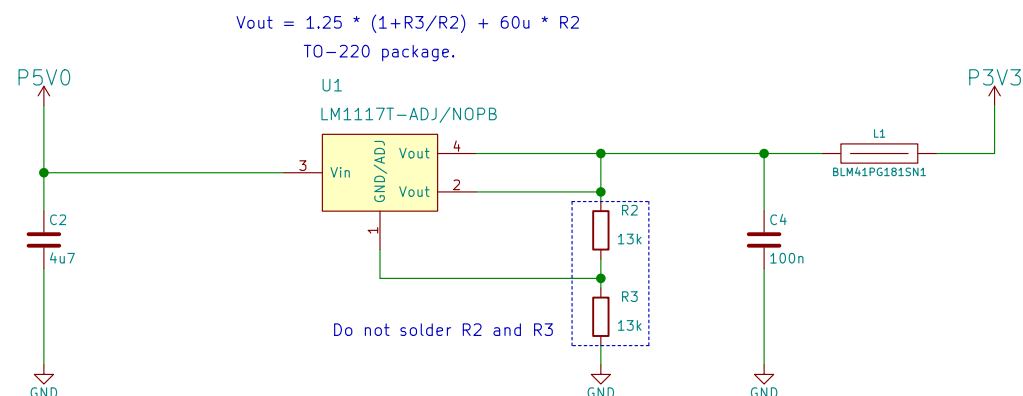 Vout = 1.25 * (1+R3/R2) + 60u * R2
TO-220 package.
P5V0
P3V3
U1
LM1117T-ADJ/NOPB
3
Vin
GND/ADJ
Vout
4
Vout
2
1
L1
BLM41PG181SN1
C2
4u7
R2
13k
C4
100n
R3
13k
Do not solder R2 and R3
GND
GND
GND